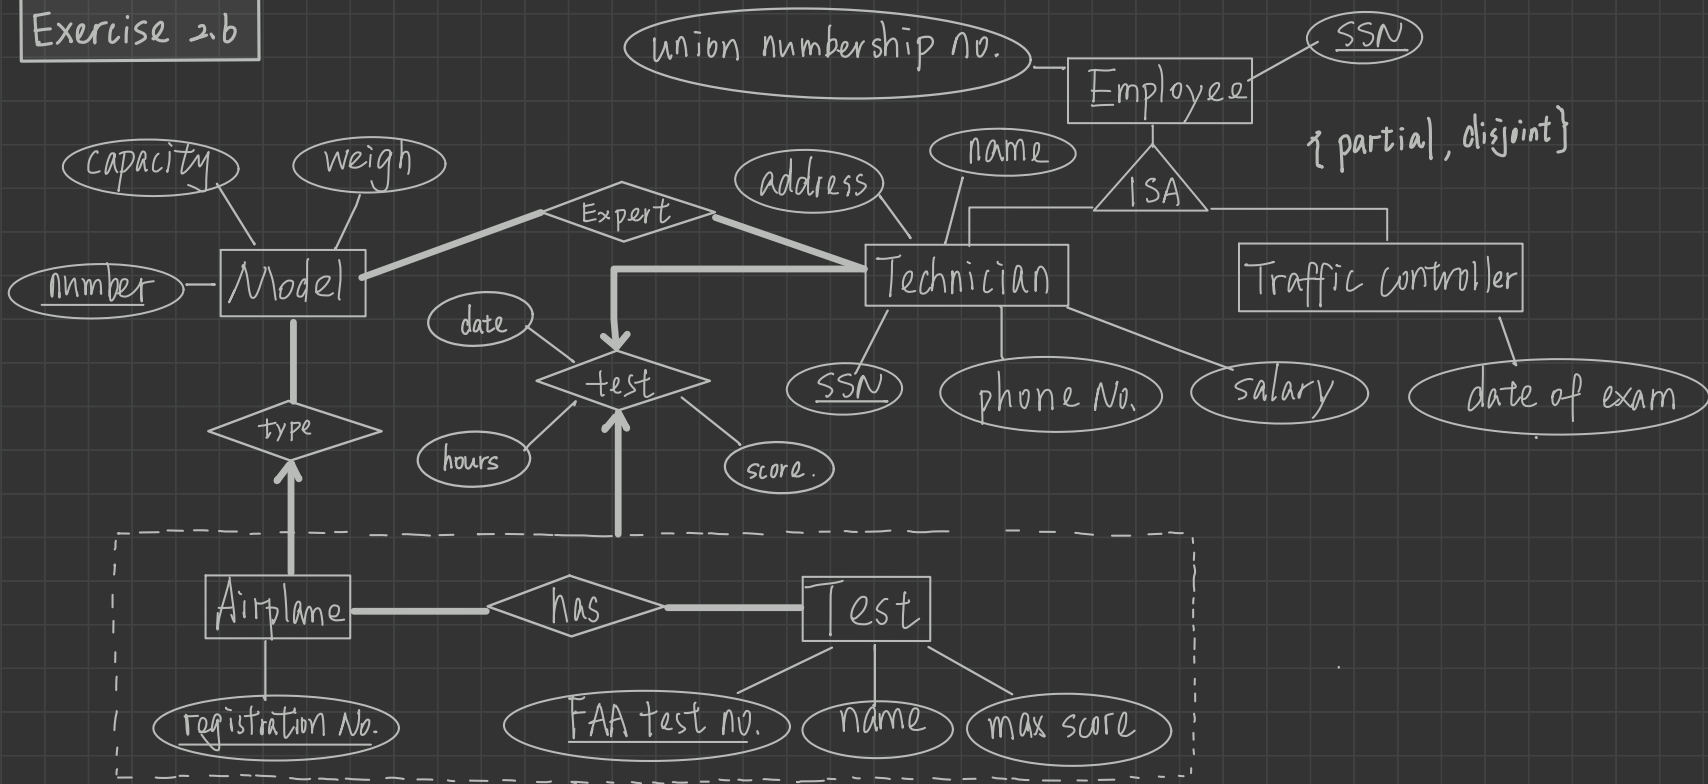 Exercise 2.b
union numbership no.
SSN
Employee
{partial, disjoint}
capacity
weigh
name
address
ISA
Expert
number
Model
Technician
Traffic controller
date
test
SSN
phone No.
salary
date of exam
type
hours
score.
Airplane
has
Test
registration No.
FAA test no.
name
max score